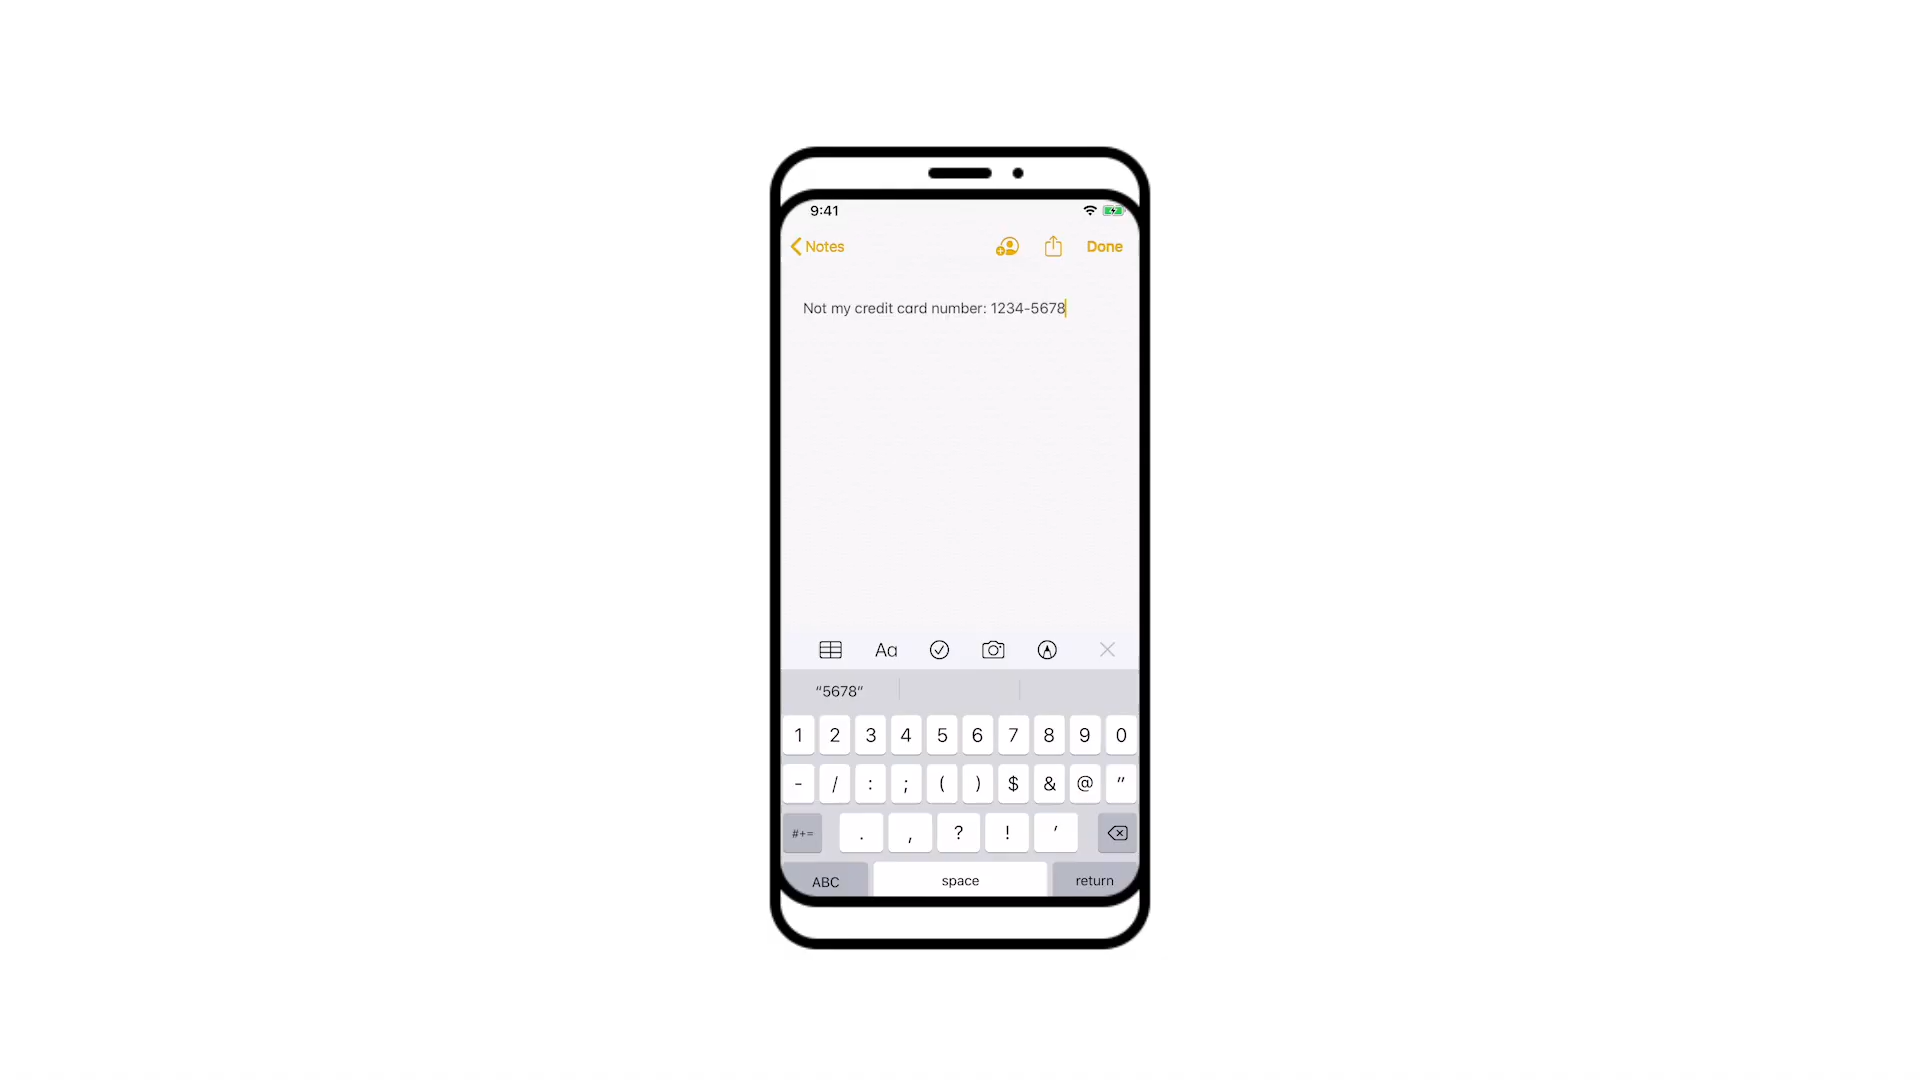 9:41
Notes Done
Not my credit card number: 1234-5678
Aa
“5678”
1 2 3 4 5 6 7 8 9 0
- / : ; ( ) $ & @ "
#+= . , ? ! '
ABC space return